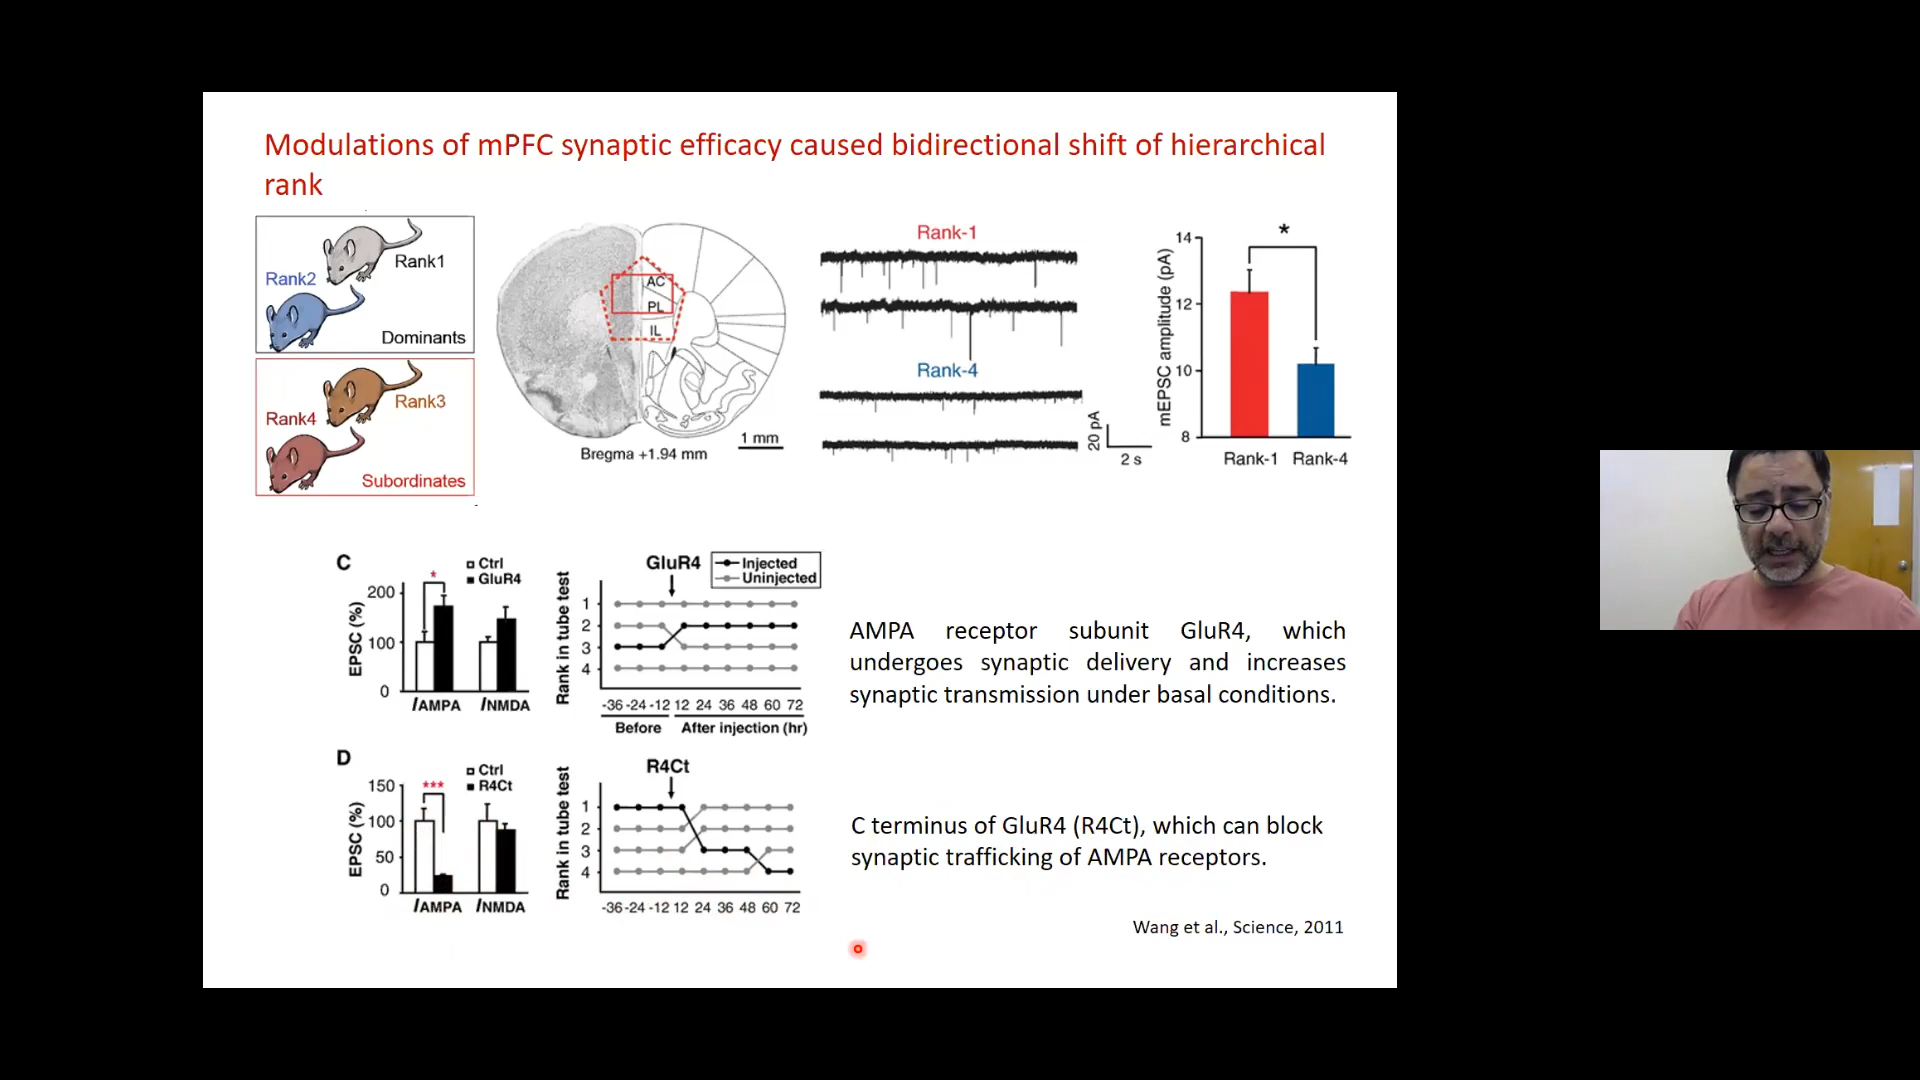 Modulations of mPFC synaptic efficacy caused bidirectional shift of hierarchical
rank
Rank1
Rank2
Dominants
Rank3
Rank4
Subordinates
AC
PL
IL
1 mm
Bregma +1.94 mm
Rank-1
Rank-4
20 pA
2 s
*
mEPSC amplitude (pA)
14
12
10
8
Rank-1 Rank-4
C
Ctrl
GluR4
*
EPSC (%)
200
100
0
IAMPA INMDA
GluR4
Injected
Uninjected
Rank in tube test
1
2
3
4
-36 -24 -12 12 24 36 48 60 72
Before After injection (hr)
AMPA receptor subunit GluR4, which
undergoes synaptic delivery and increases
synaptic transmission under basal conditions.
D
Ctrl
R4Ct
***
EPSC (%)
150
100
50
0
IAMPA INMDA
R4Ct
Rank in tube test
1
2
3
4
-36 -24 -12 12 24 36 48 60 72
C terminus of GluR4 (R4Ct), which can block
synaptic trafficking of AMPA receptors.
Wang et al., Science, 2011